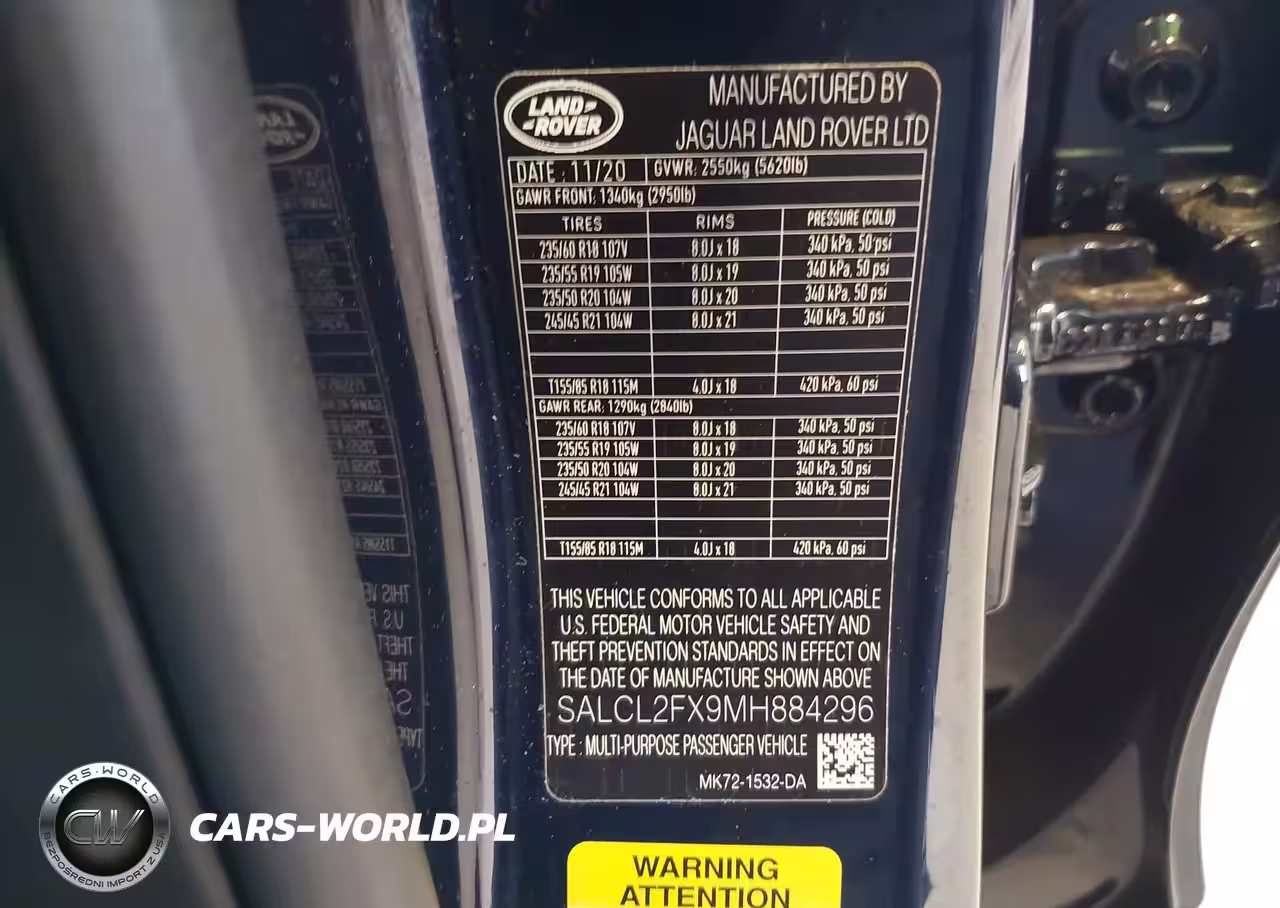 LAND-
-ROVER
MANUFACTURED BY
JAGUAR LAND ROVER LTD
DATE : 11/20 GVWR: 2550kg (5620lb)
GAWR FRONT: 1340kg (2950lb)
TIRES RIMS PRESSURE (COLD)
235/60 R18 107V 8.0J x 18 340 kPa, 50 psi
235/55 R19 105W 8.0J x 19 340 kPa, 50 psi
235/50 R20 104W 8.0J x 20 340 kPa, 50 psi
245/45 R21 104W 8.0J x 21 340 kPa, 50 psi
T155/85 R18 115M 4.0J x 18 420 kPa, 60 psi
GAWR REAR: 1290kg (2840lb)
235/60 R18 107V 8.0J x 18 340 kPa, 50 psi
235/55 R19 105W 8.0J x 19 340 kPa, 50 psi
235/50 R20 104W 8.0J x 20 340 kPa, 50 psi
245/45 R21 104W 8.0J x 21 340 kPa, 50 psi
T155/85 R18 115M 4.0J x 18 420 kPa, 60 psi
THIS VEHICLE CONFORMS TO ALL APPLICABLE
U.S. FEDERAL MOTOR VEHICLE SAFETY AND
THEFT PREVENTION STANDARDS IN EFFECT ON
THE DATE OF MANUFACTURE SHOWN ABOVE
SALCL2FX9MH884296
TYPE : MULTI-PURPOSE PASSENGER VEHICLE
MK72-1532-DA
WARNING
ATTENTION
CARS-WORLD
CW
BEZPOŚREDNI IMPORT Z USA
CARS-WORLD.PL